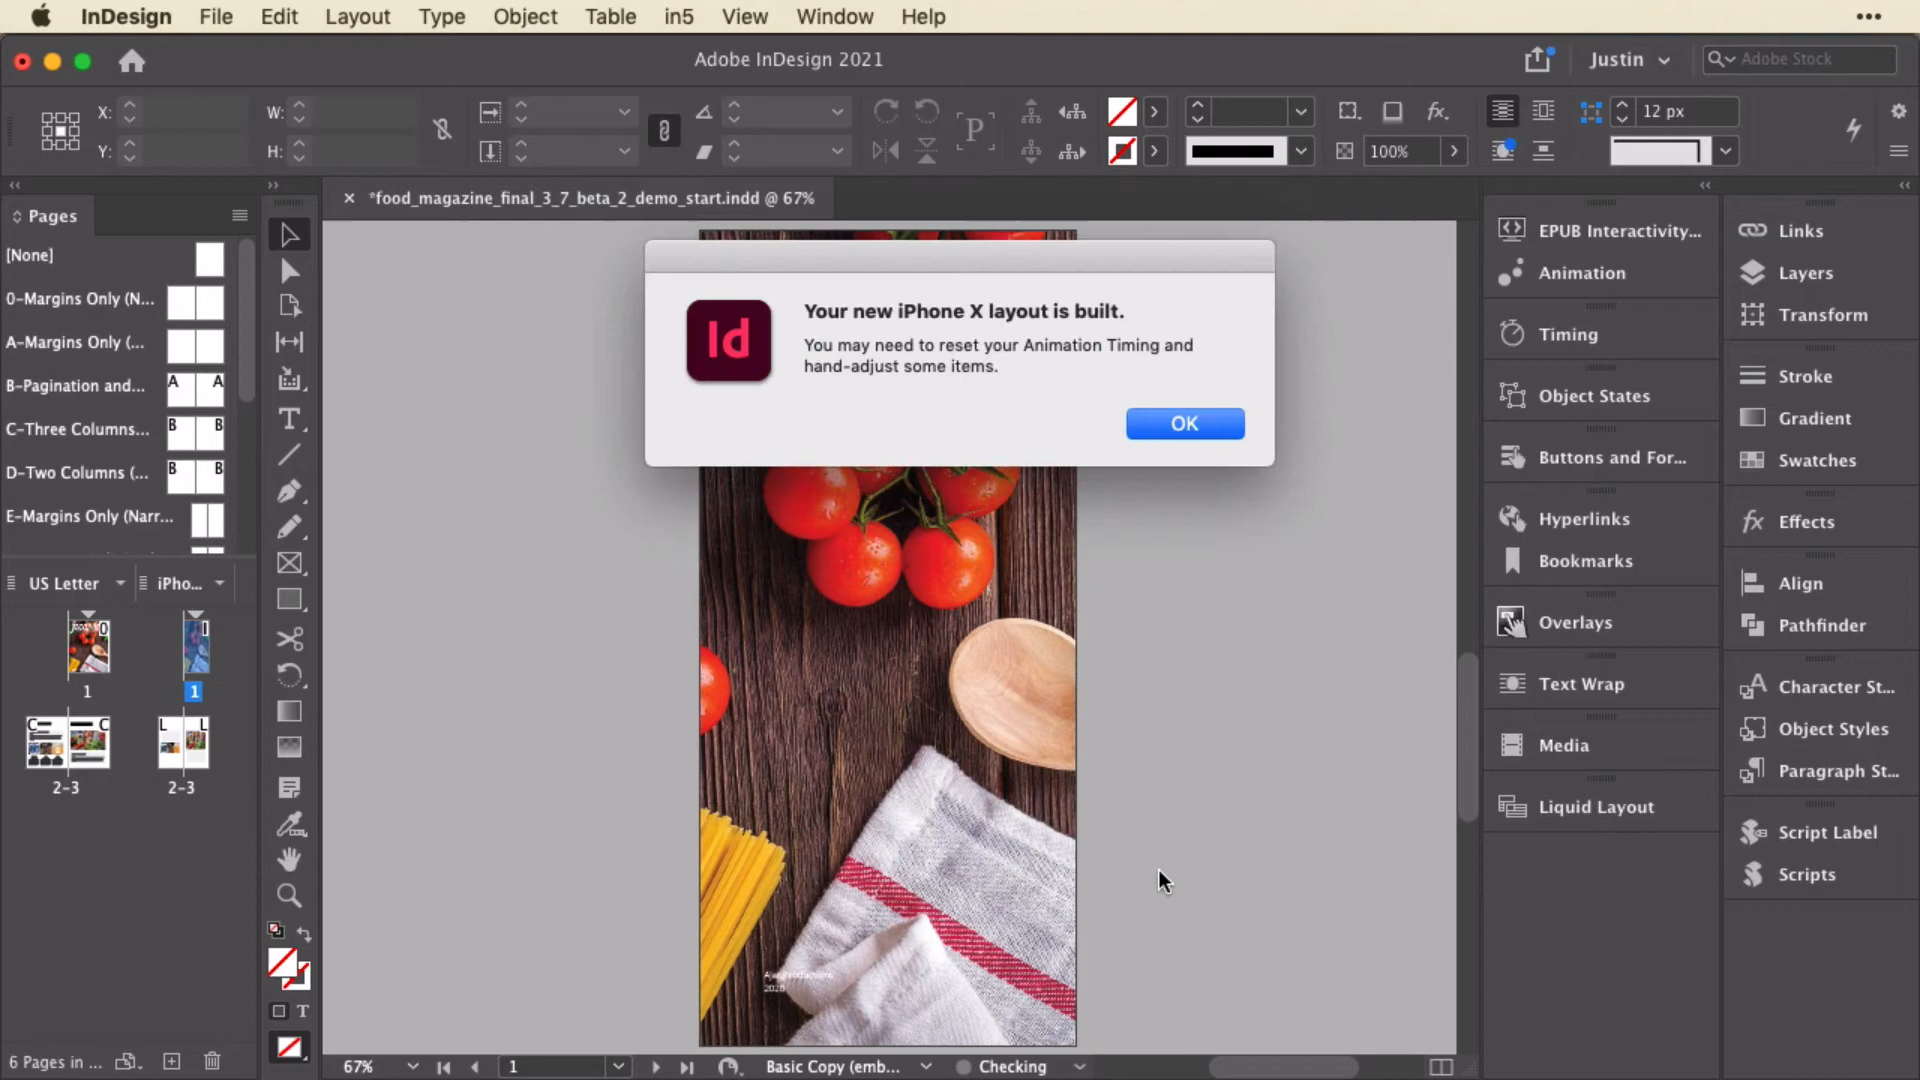 InDesign File Edit Layout Type Object Table in5 View Window Help
Adobe InDesign 2021
Justin
Adobe Stock
X:
W:
Y:
H:
P
fx.
12 px
100%
Pages
*food_magazine_final_3_7_beta_2_demo_start.indd @ 67%
[None]
0-Margins Only (N...
A-Margins Only (...
B-Pagination and...
A A
C-Three Columns...
B B
D-Two Columns (...
B B
E-Margins Only (Narr...
US Letter
iPho...
1
1
C C
L L
2-3
2-3
6 Pages in ...
T
T
Id
Your new iPhone X layout is built.
You may need to reset your Animation Timing and
hand-adjust some items.
OK
2020
67%
1
Basic Copy (emb...
Checking
EPUB Interactivity...
Animation
Timing
Object States
Buttons and For...
Hyperlinks
Bookmarks
Overlays
Text Wrap
Media
Liquid Layout
Links
Layers
Transform
Stroke
Gradient
Swatches
fx Effects
Align
Pathfinder
Character St...
Object Styles
Paragraph St...
Script Label
Scripts